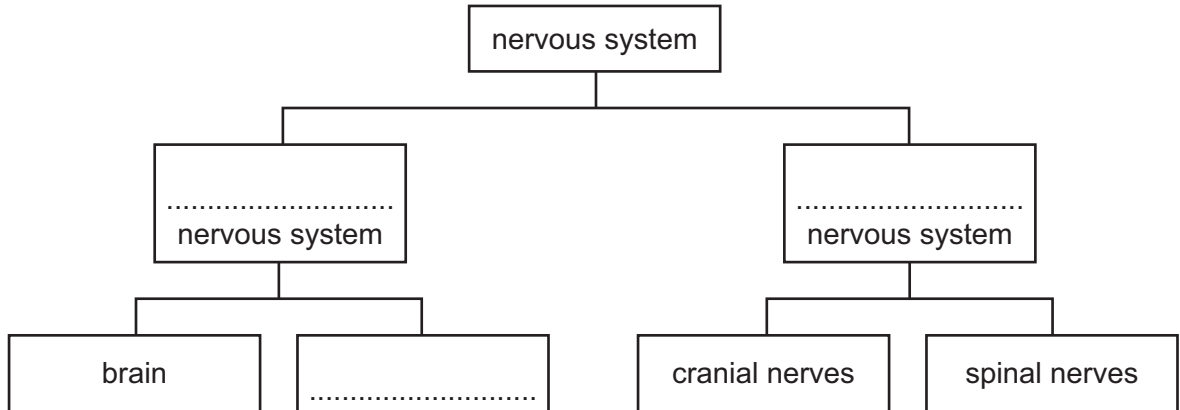 nervous system
............................
nervous system
............................
nervous system
brain
............................
cranial nerves
spinal nerves